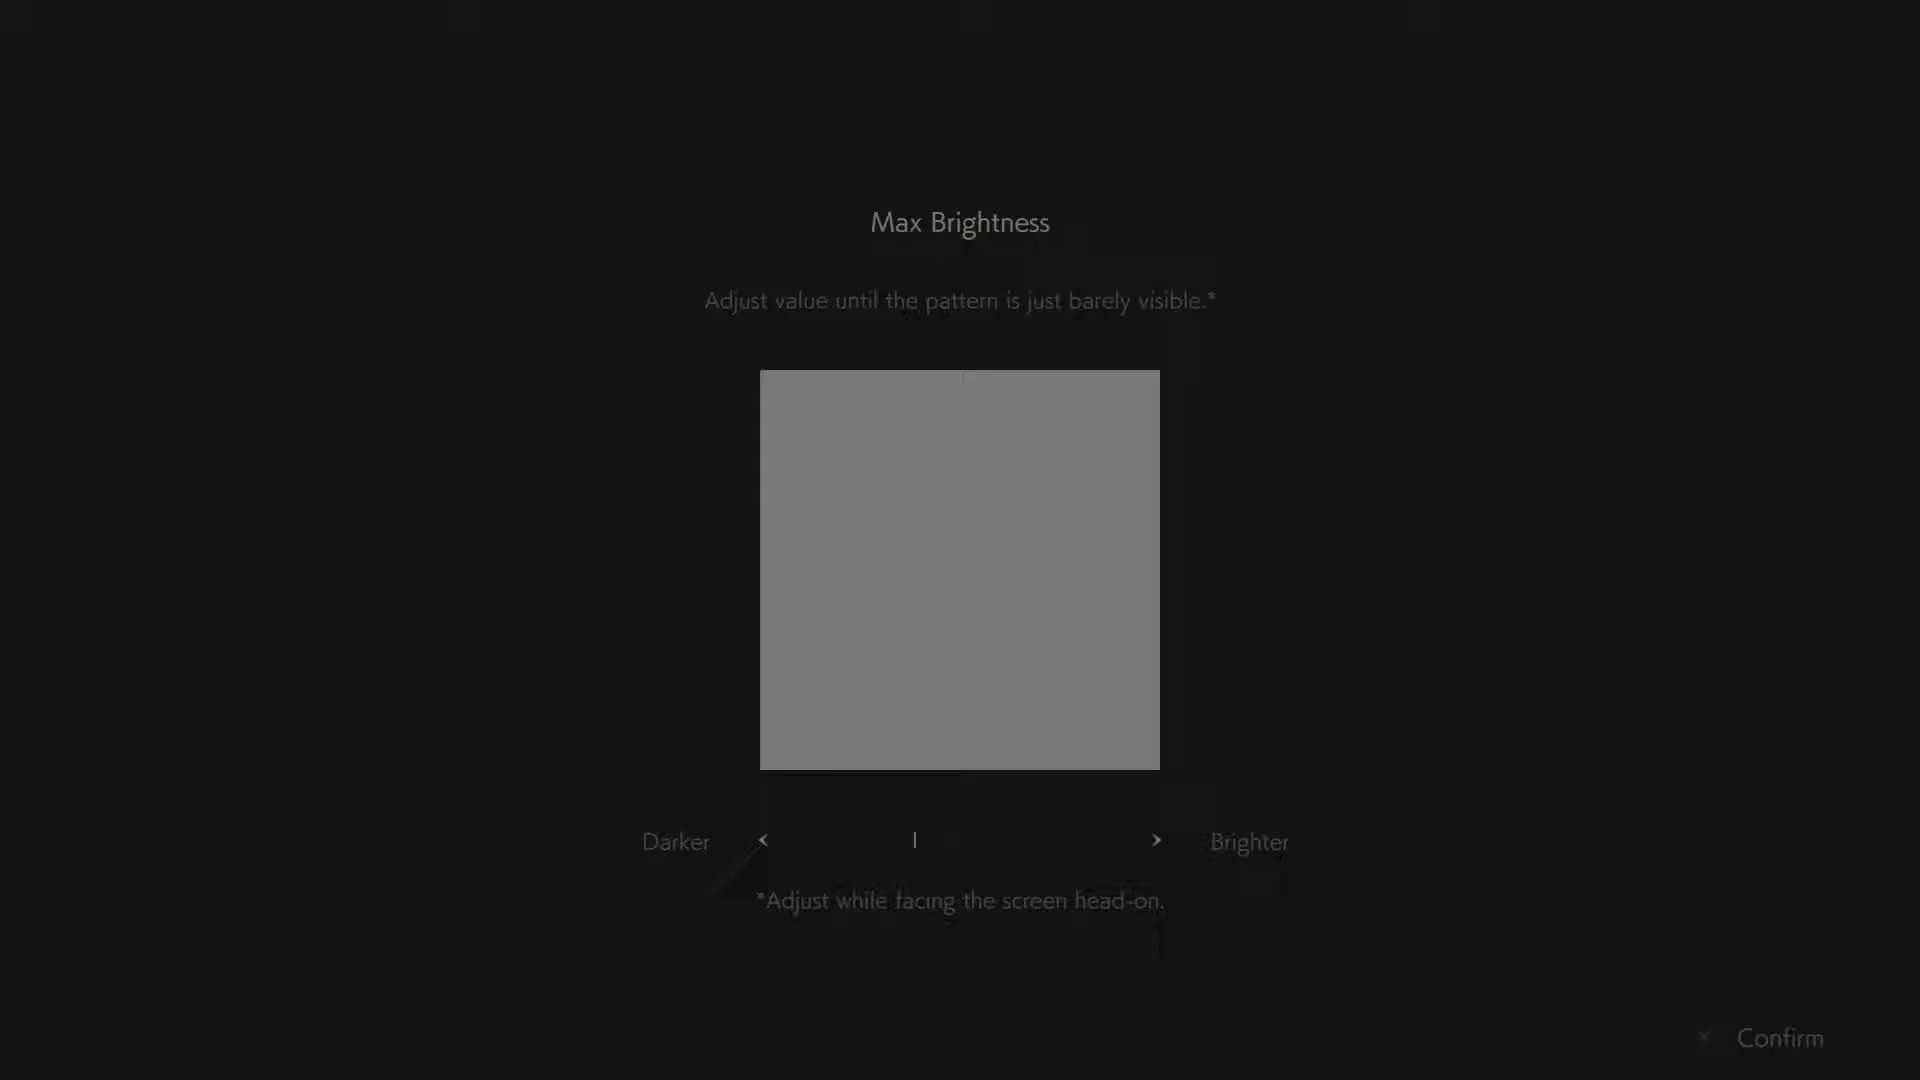 Max Brightness
Adjust value until the pattern is just barely visible.*
Darker
Brighter
*Adjust while facing the screen head-on.
Confirm